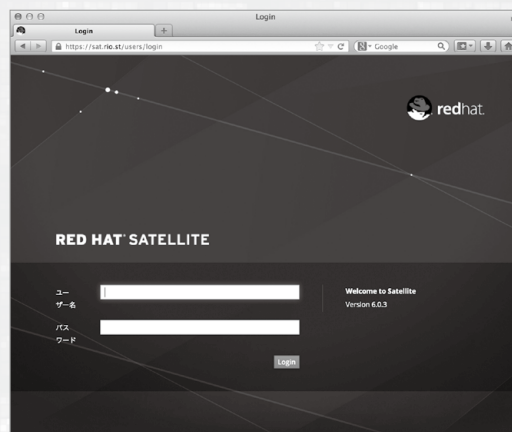 Login
Login
https://sat.rio.st/users/login
Google
redhat.
RED HAT® SATELLITE
ユー
ザー名
Welcome to Satellite
Version 6.0.3
パス
ワード
Login